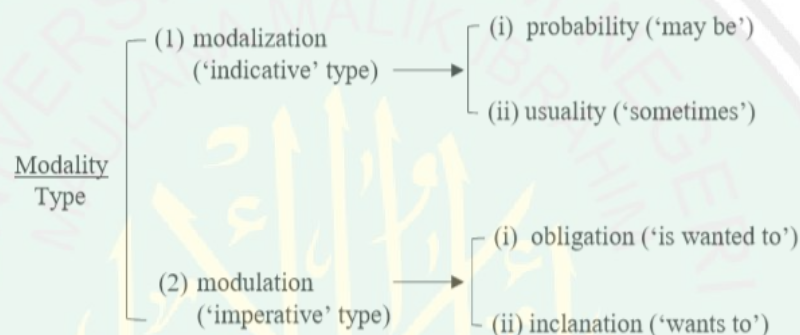 (1) modalization
(‘indicative’ type)
(i) probability (‘may be’)
(ii) usuality (‘sometimes’)
Modality
Type
(2) modulation
(‘imperative’ type)
(i) obligation (‘is wanted to’)
(ii) inclanation (‘wants to’)